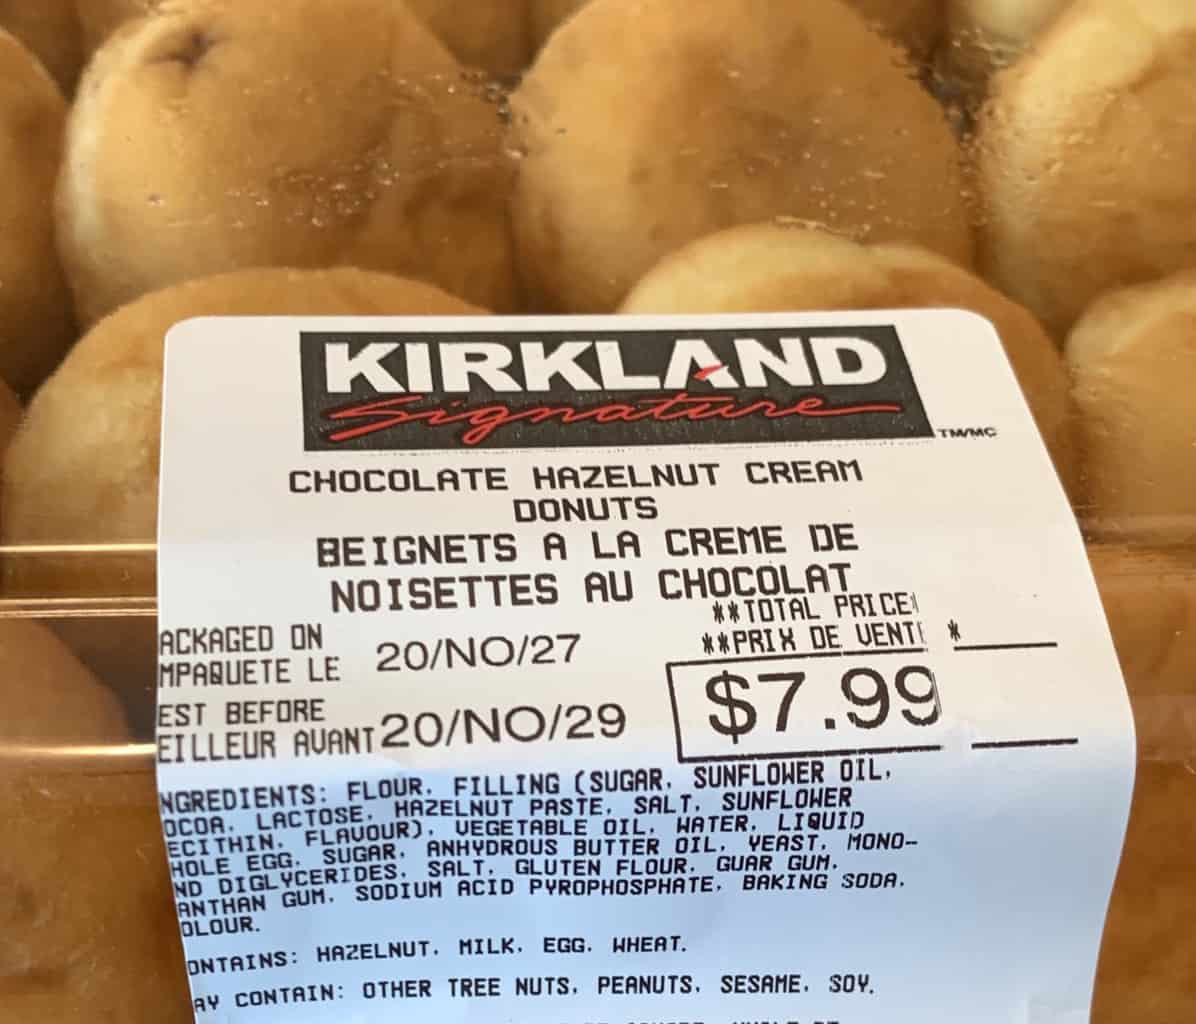 KIRKLAND
Signature
TM/MC
CHOCOLATE HAZELNUT CREAM
DONUTS
BEIGNETS A LA CREME DE
NOISETTES AU CHOCOLAT
**TOTAL PRICE
**PRIX DE VENTE *
ACKAGED ON
MPAQUETE LE
20/NO/27
$7.99
EST BEFORE
EILLEUR AVANT
20/NO/29
NGREDIENTS: FLOUR, FILLING (SUGAR, SUNFLOWER OIL,
OCOA, LACTOSE, HAZELNUT PASTE, SALT, SUNFLOWER
ECITHIN, FLAVOUR), VEGETABLE OIL, WATER, LIQUID
HOLE EGG, SUGAR, ANHYDROUS BUTTER OIL, YEAST, MONO-
ND DIGLYCERIDES, SALT, GLUTEN FLOUR, GUAR GUM,
ANTHAN GUM, SODIUM ACID PYROPHOSPHATE, BAKING SODA,
OLOUR.
ONTAINS: HAZELNUT, MILK, EGG, WHEAT.
AY CONTAIN: OTHER TREE NUTS, PEANUTS, SESAME, SOY.